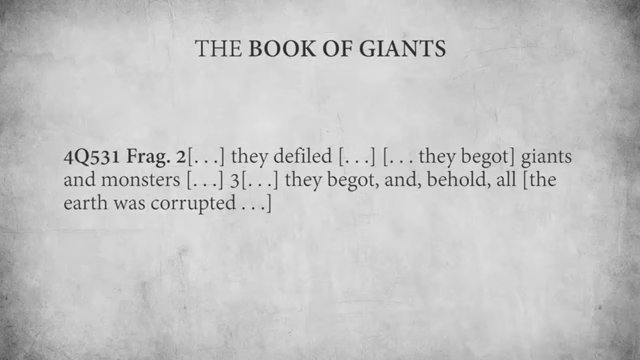 THE BOOK OF GIANTS
4Q531 Frag. 2[. . .] they defiled [. . .] [. . . they begot] giants
and monsters [. . .] 3[. . .] they begot, and, behold, all [the
earth was corrupted . . .]